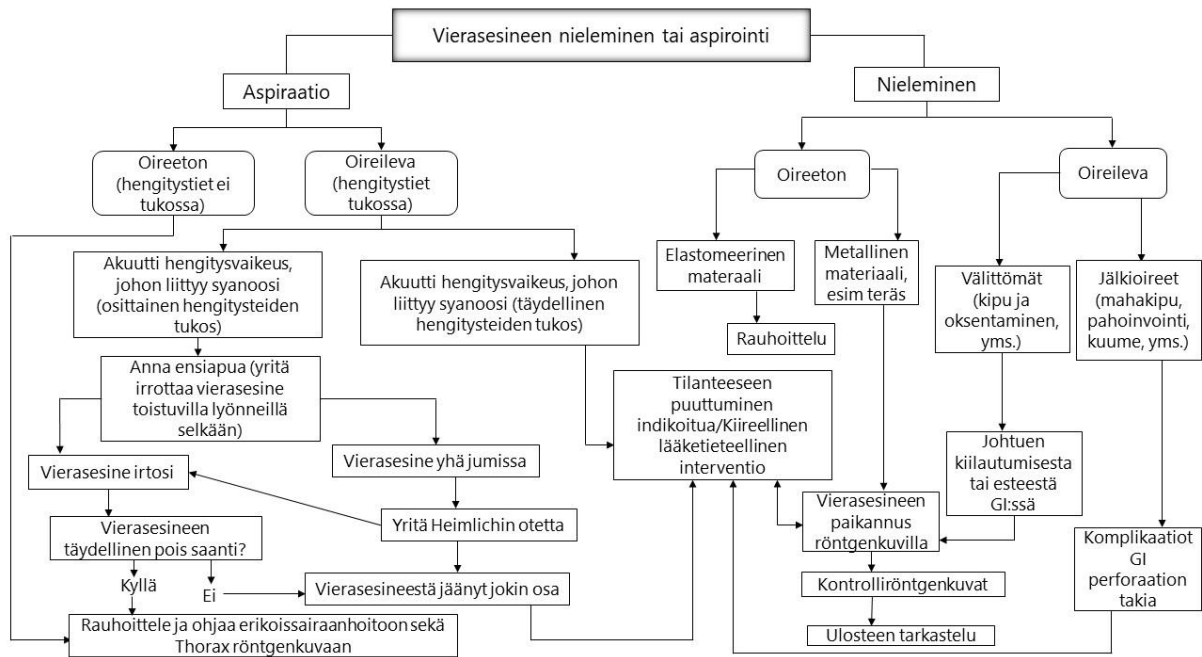 Vierasesineen nieleminen tai aspirointi
Aspiraatio
Nieleminen
Oireeton
(hengitystiet ei
tukossa)
Oireileva
(hengitystiet
tukossa)
Oireeton
Oireileva
Akuutti hengitysvaikeus,
johon liittyy syanoosi
(osittainen hengitysteiden
tukos)
Akuutti hengitysvaikeus, johon
liittyy syanoosi (täydellinen
hengitysteiden tukos)
Elastomeerinen
materaali
Metallinen
materiaali,
esim teräs
Välittömät
(kipu ja
oksentaminen,
yms.)
Jälkioireet
(mahakipu,
pahoinvointi,
kuume, yms.)
Rauhoittelu
Anna ensiapua (yritä
irrottaa vierasesine
toistuvilla lyönneillä
selkään)
Tilanteeseen
puuttuminen
indikoitua/Kiireellinen
lääketieteellinen
interventio
Vierasesine irtosi
Vierasesine yhä jumissa
Johtuen
kiilautumisesta
tai esteestä
GI:ssä
Vierasesineen
täydellinen pois saanti?
Yritä Heimlichin otetta
Vierasesineen
paikannus
röntgenkuvilla
Komplikaatiot
GI
perforaation
takia
Kyllä
Ei
Vierasesineestä jäänyt jokin osa
Kontrolliröntgenkuvat
Rauhoittele ja ohjaa erikoissairaanhoitoon sekä
Thorax röntgenkuvaan
Ulosteen tarkastelu